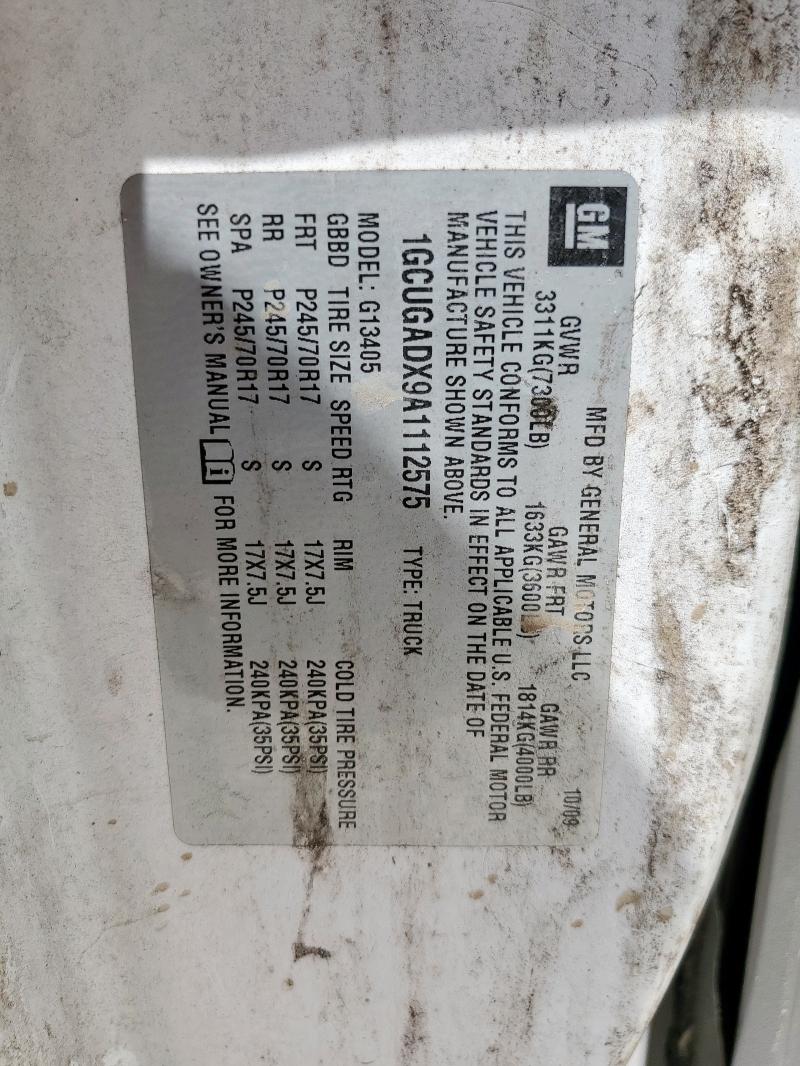 GM
MFD BY GENERAL MOTORS LLC 10/09
GVWR GAWR FRT GAWR RR
3311KG(7300LB) 1633KG(3600LB) 1814KG(4000LB)
THIS VEHICLE CONFORMS TO ALL APPLICABLE U.S. FEDERAL MOTOR
VEHICLE SAFETY STANDARDS IN EFFECT ON THE DATE OF
MANUFACTURE SHOWN ABOVE.
1GCUGADX9A1112575 TYPE: TRUCK
MODEL: G13405
GBBD TIRE SIZE SPEED RTG RIM COLD TIRE PRESSURE
FRT P245/70R17 S 17X7.5J 240KPA(35PSI)
RR P245/70R17 S 17X7.5J 240KPA(35PSI)
SPA P245/70R17 S 17X7.5J 240KPA(35PSI)
SEE OWNER'S MANUAL FOR MORE INFORMATION.